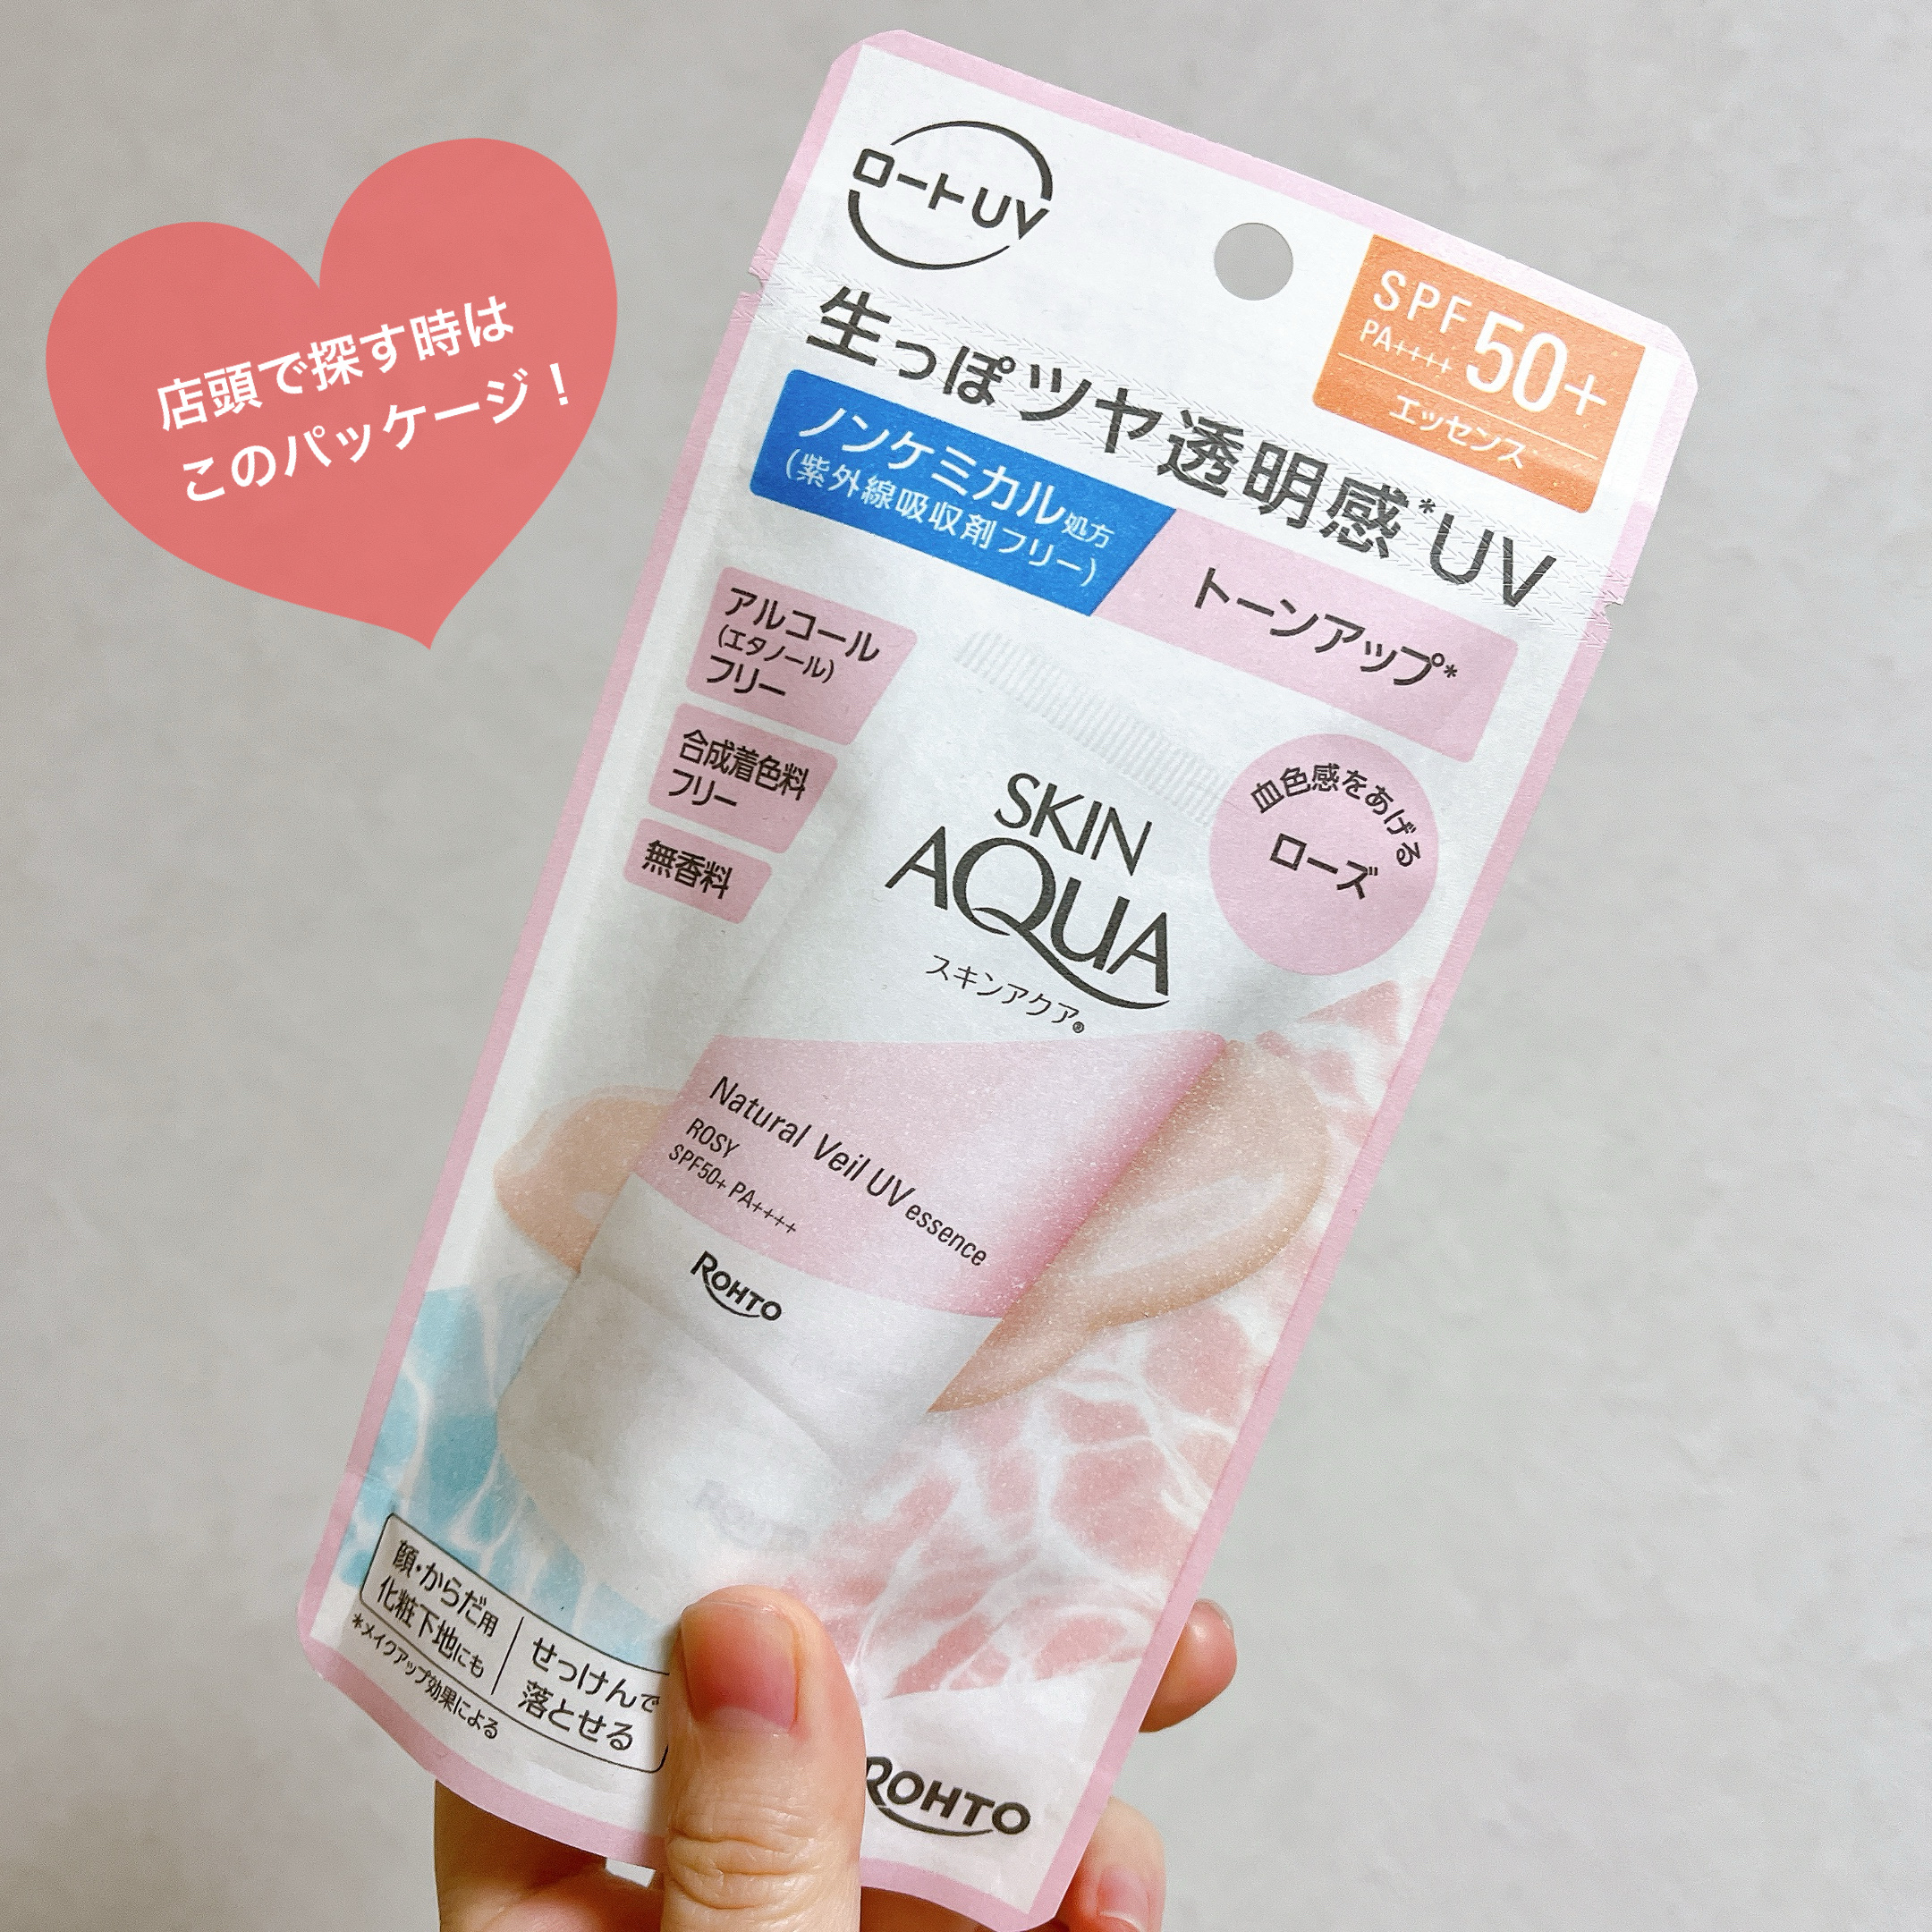 店頭で探す時は
このパッケージ！
ロートUV
SPF 50+
PA++++
エッセンス
生っぽツヤ透明感*UV
ノンケミカル処方
(紫外線吸収剤フリー)
トーンアップ*
アルコール
(エタノール)
フリー
合成着色料
フリー
無香料
血色感をあげる
ローズ
SKIN
AQUA
スキンアクア®
Natural Veil UV essence
ROSY
SPF50+ PA++++
ROHTO
顔・からだ用
化粧下地にも
せっけんで
落とせる
*メイクアップ効果による
ROHTO